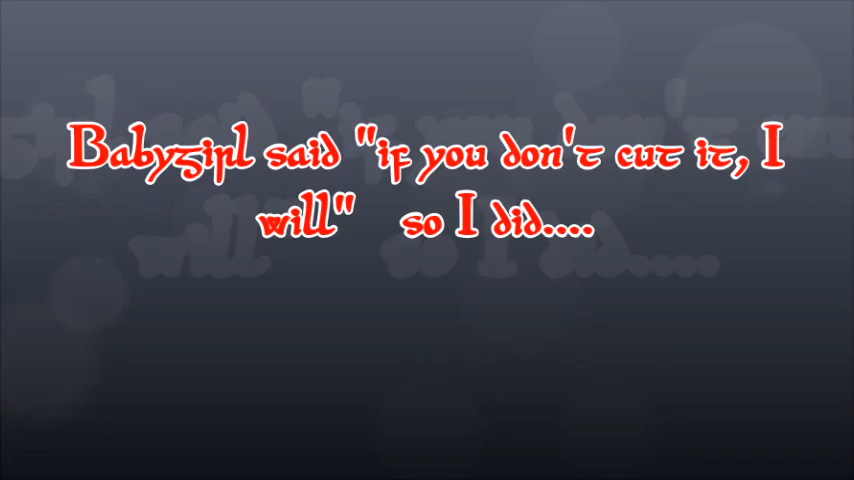 Babygirl said "if you don't cut it, I
will" so I did....